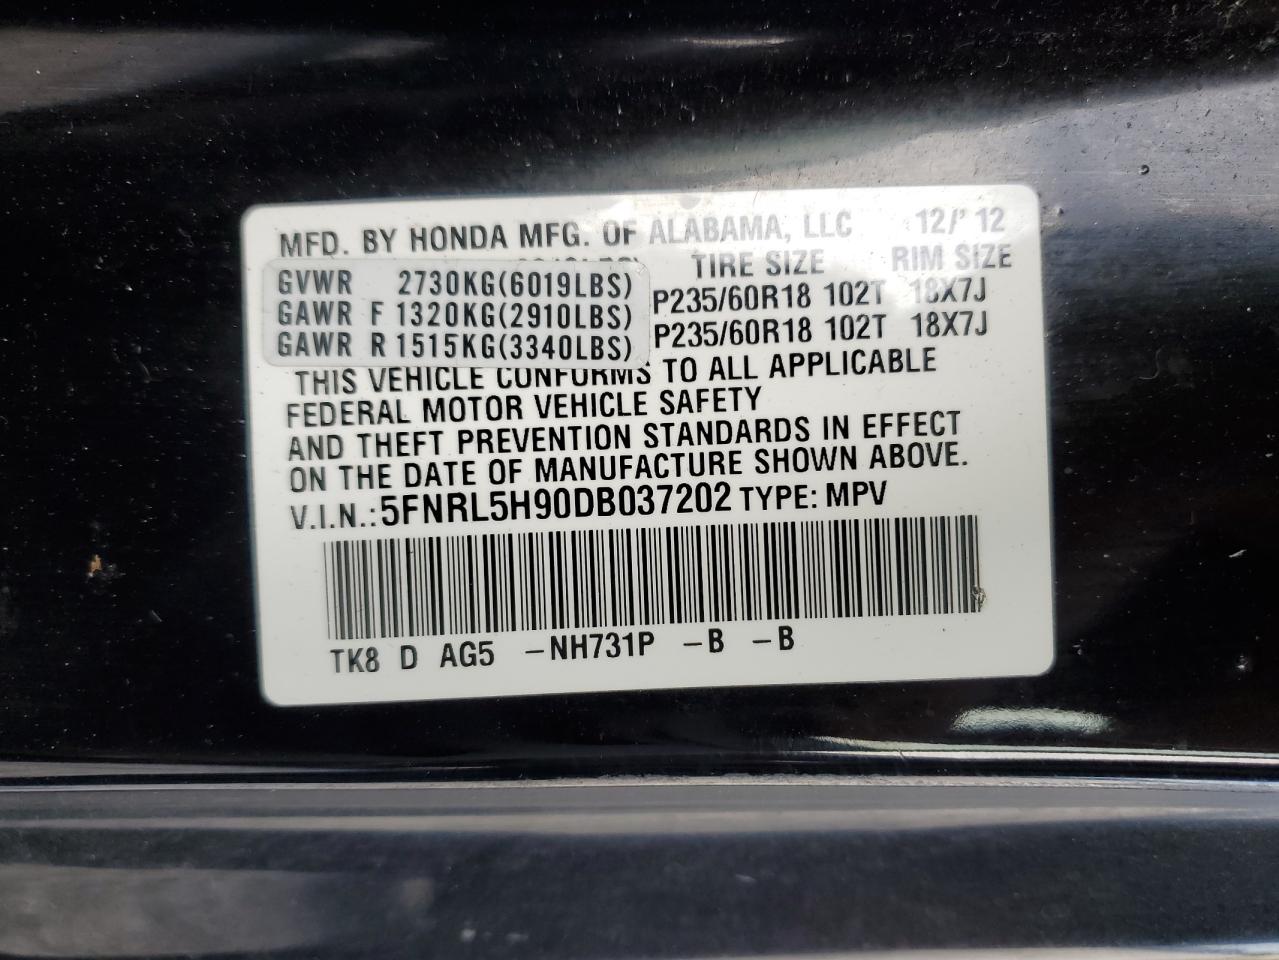 MFD. BY HONDA MFG. OF ALABAMA, LLC 12/' 12
TIRE SIZE RIM SIZE
GVWR 2730KG(6019LBS)
GAWR F 1320KG(2910LBS) P235/60R18 102T 18X7J
GAWR R 1515KG(3340LBS) P235/60R18 102T 18X7J
THIS VEHICLE CONFORMS TO ALL APPLICABLE
FEDERAL MOTOR VEHICLE SAFETY
AND THEFT PREVENTION STANDARDS IN EFFECT
ON THE DATE OF MANUFACTURE SHOWN ABOVE.
V.I.N.: 5FNRL5H90DB037202 TYPE: MPV
TK8 D AG5 -NH731P -B -B